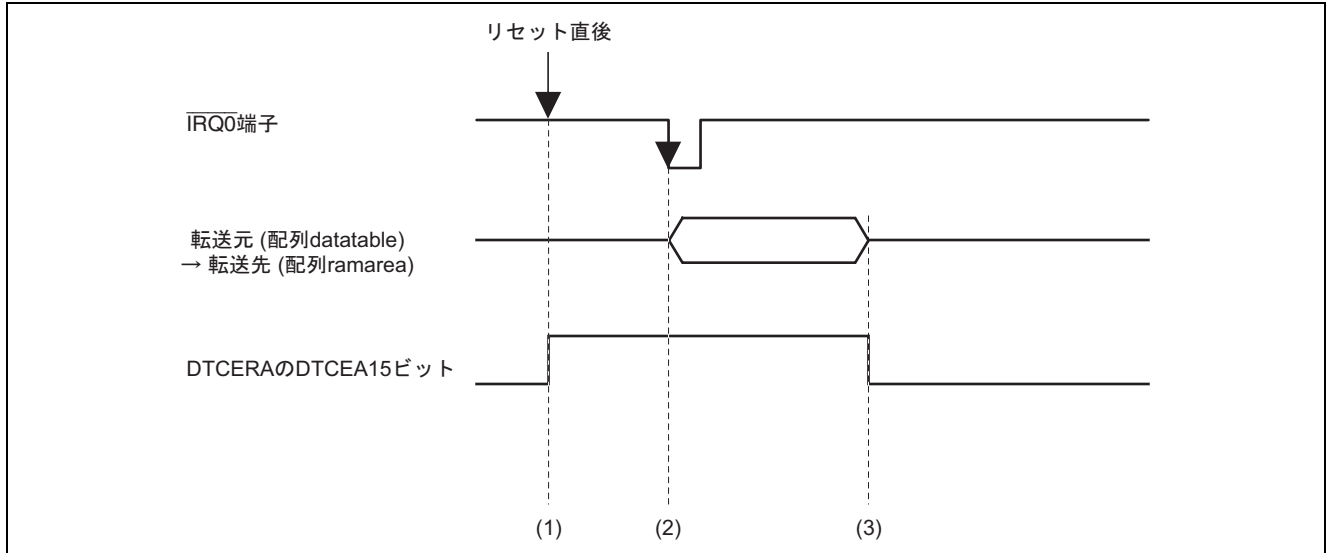 リセット直後
IRQ0端子
転送元 (配列datatable)
→ 転送先 (配列ramarea)
DTCERAのDTCEA15ビット
(1) (2) (3)